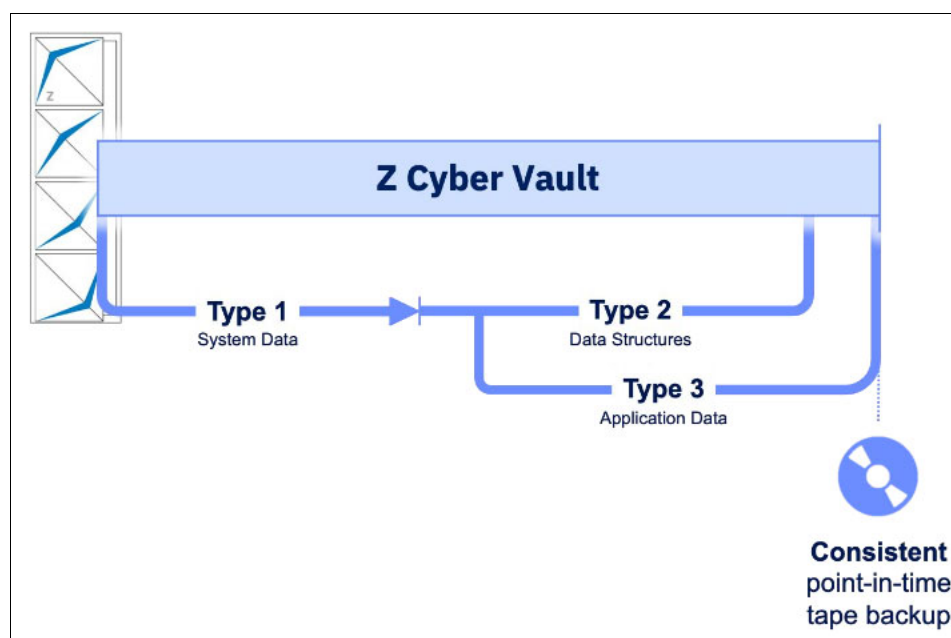 Z
Z Cyber Vault
Type 1
System Data
Type 2
Data Structures
Type 3
Application Data
Consistent
point-in-time
tape backup